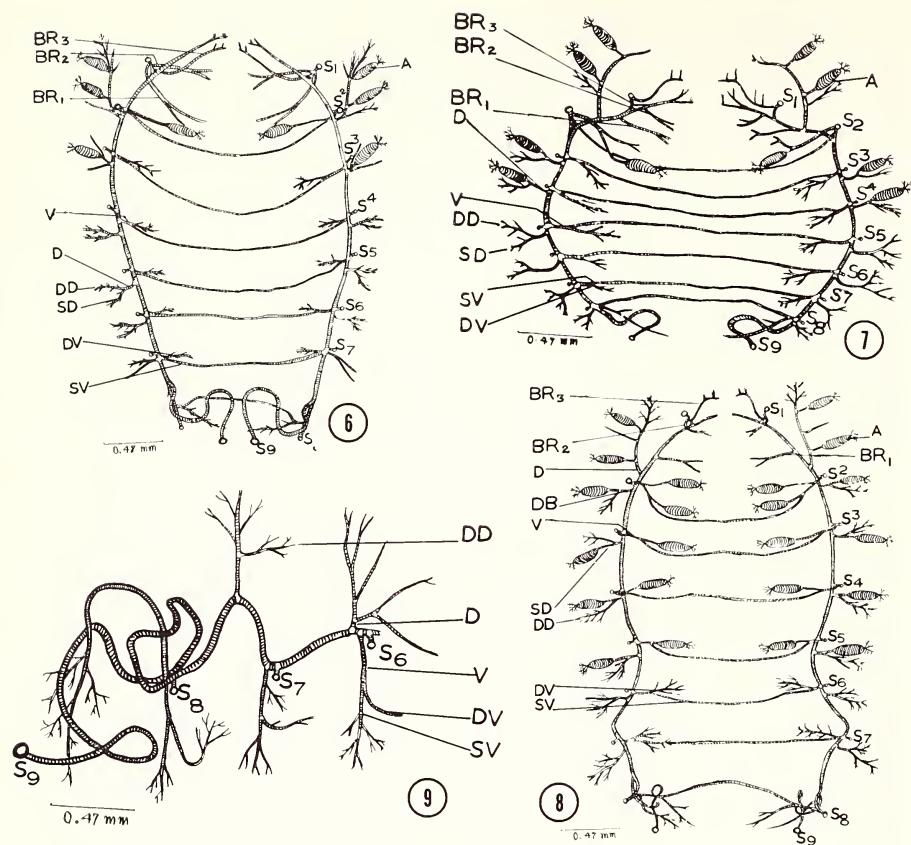 BR3
BR2
BR1
V
D
DD
SD
DV
SV
S1
A
S2
S3
S4
S5
S6
S7
S9
0.47 mm
6
BR3
BR2
BR1
D
V
DD
SD
SV
DV
A
S1
S2
S3
S4
S5
S6
S7
S8
S9
0.47 mm
7
DD
D
S6
V
DV
SV
S7
S8
S9
0.47 mm
9
BR3
BR2
D
DB
V
SD
DD
DV
SV
S1
A
BR1
S2
S3
S4
S5
S6
S7
S8
S9
0.47 mm
8